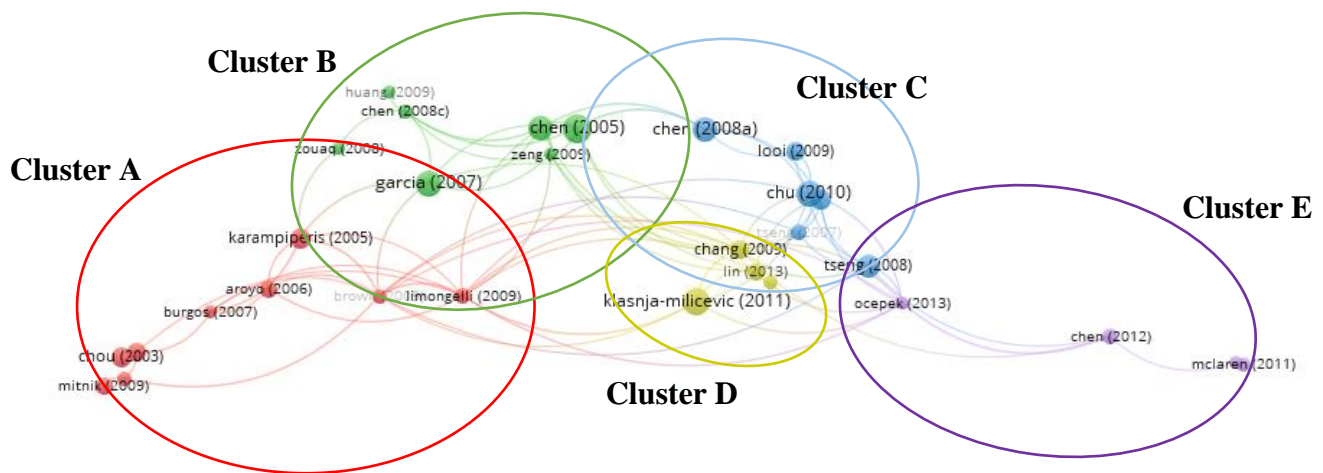 Cluster B
Cluster C
huang (2009)
chen (2008c)
chen (2005)
chen (2008a)
zouaq (2008)
zeng (2009)
looi (2009)
Cluster A
garcia (2007)
chu (2010)
Cluster E
karampiperis (2005)
tseng (2007)
chang (2009)
lin (2013)
tseng (2008)
aroyo (2006)
limongelli (2009)
klasnja-milicevic (2011)
ocepek (2013)
burgos (2007)
chen (2012)
chou (2003)
mclaren (2011)
mitnik (2009)
Cluster D